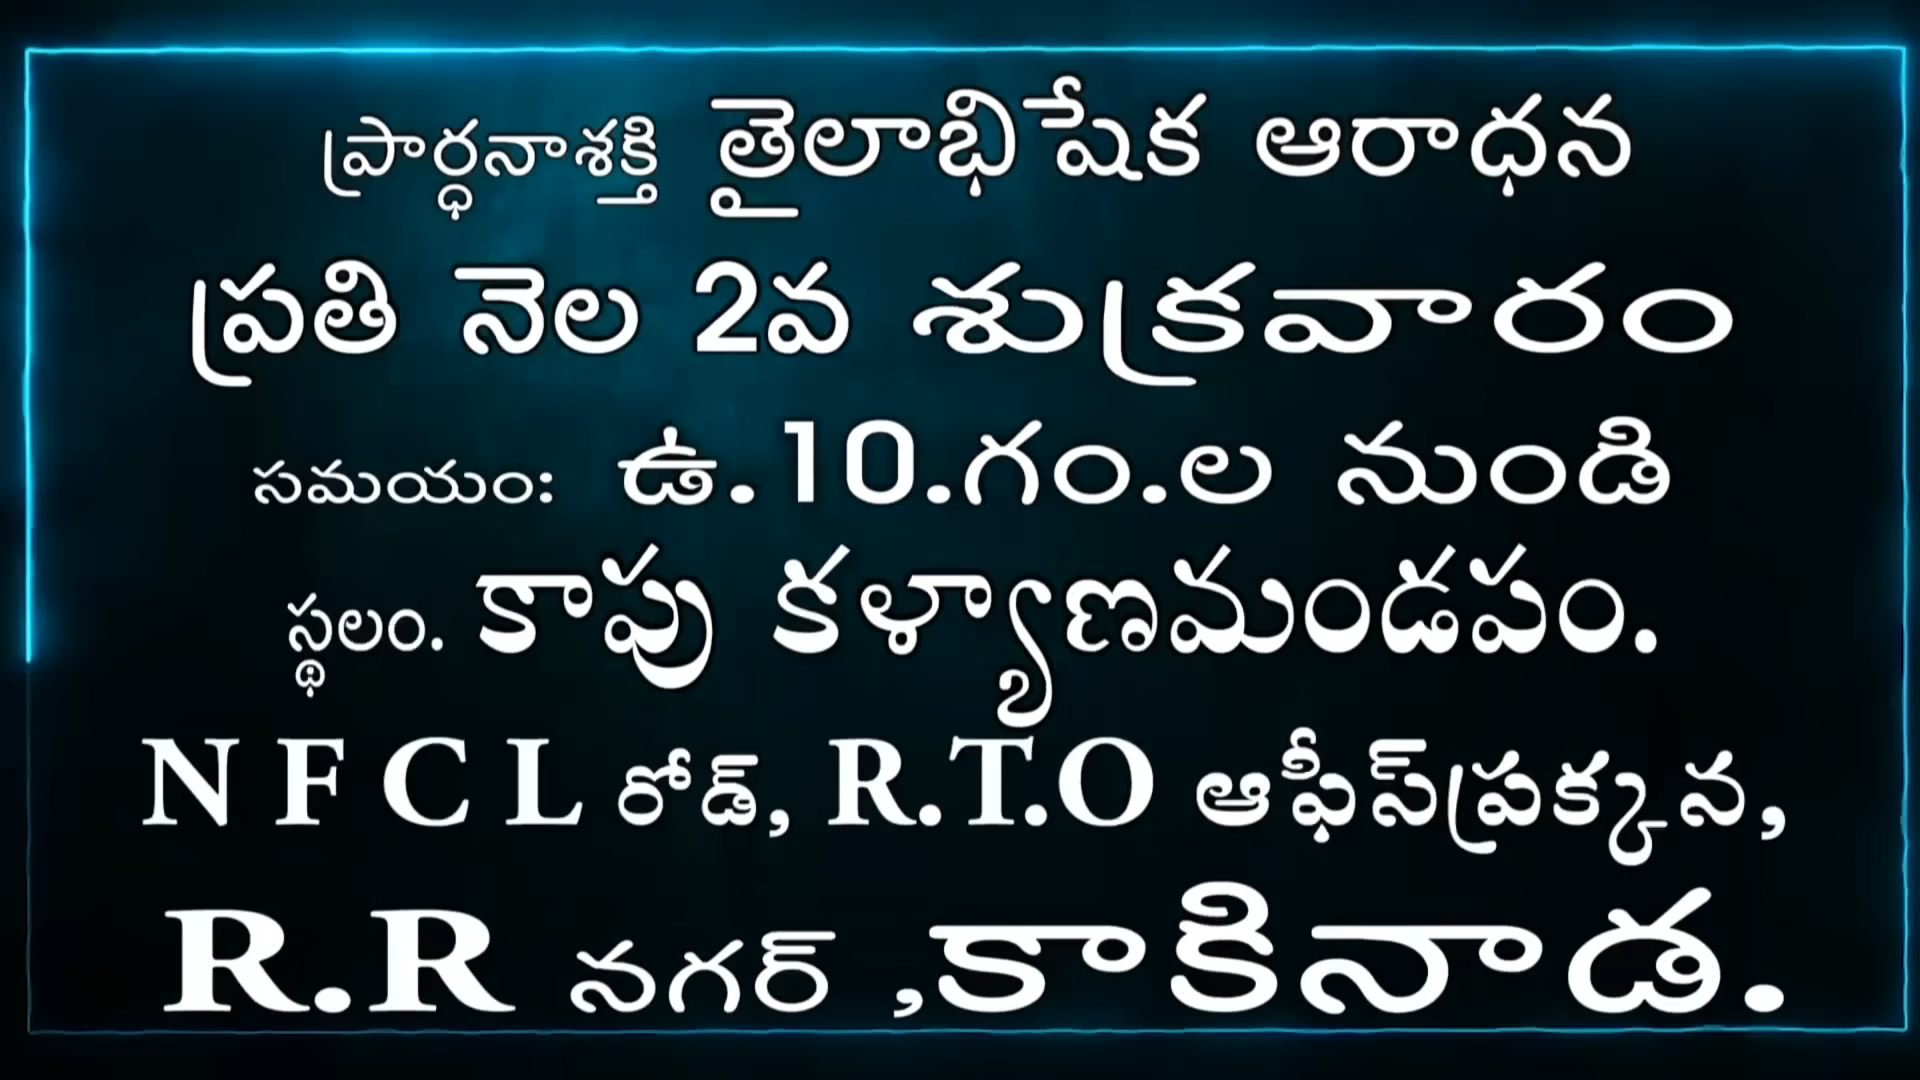 ప్రార్ధనాశక్తి తైలాభిషేక ఆరాధన
ప్రతి నెల 2వ శుక్రవారం
సమయం: ఉ.10.గం.ల నుండి
స్థలం. కాపు కళ్యాణమండపం.
N F C L రోడ్, R.T.O ఆఫీస్‌ప్రక్కన,
R.R నగర్ ,కాకినాడ.